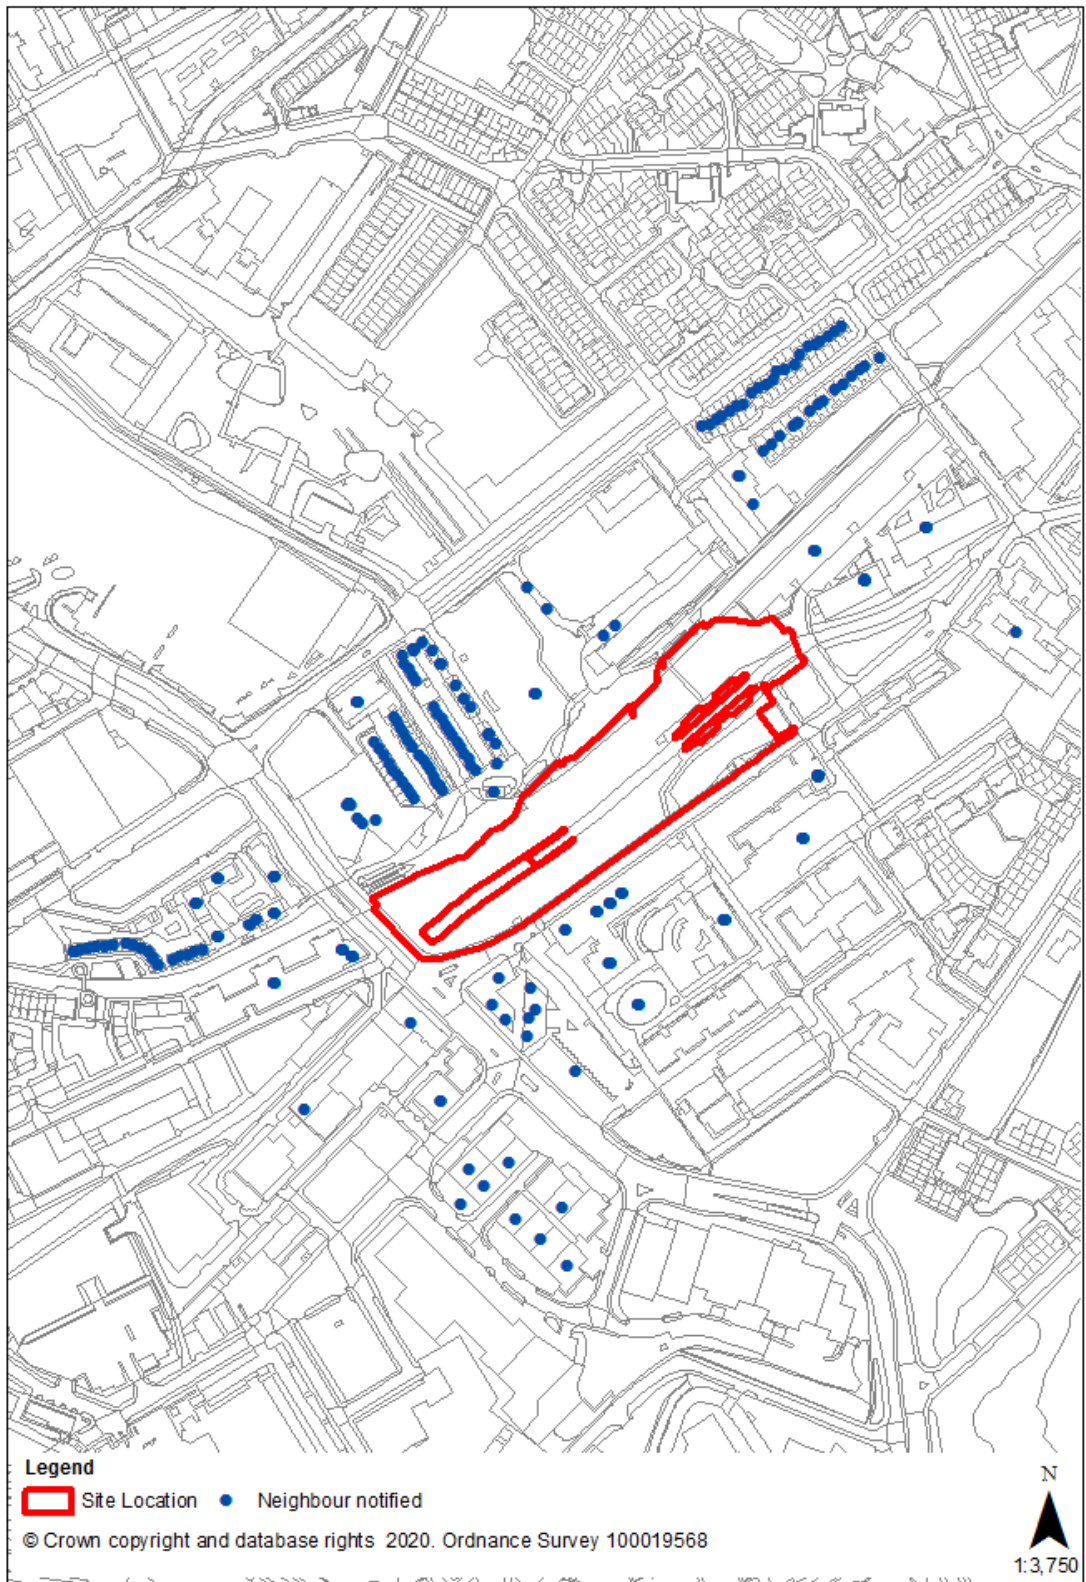 Legend
Site Location Neighbour notified
© Crown copyright and database rights 2020. Ordnance Survey 100019568
N
1:3,750